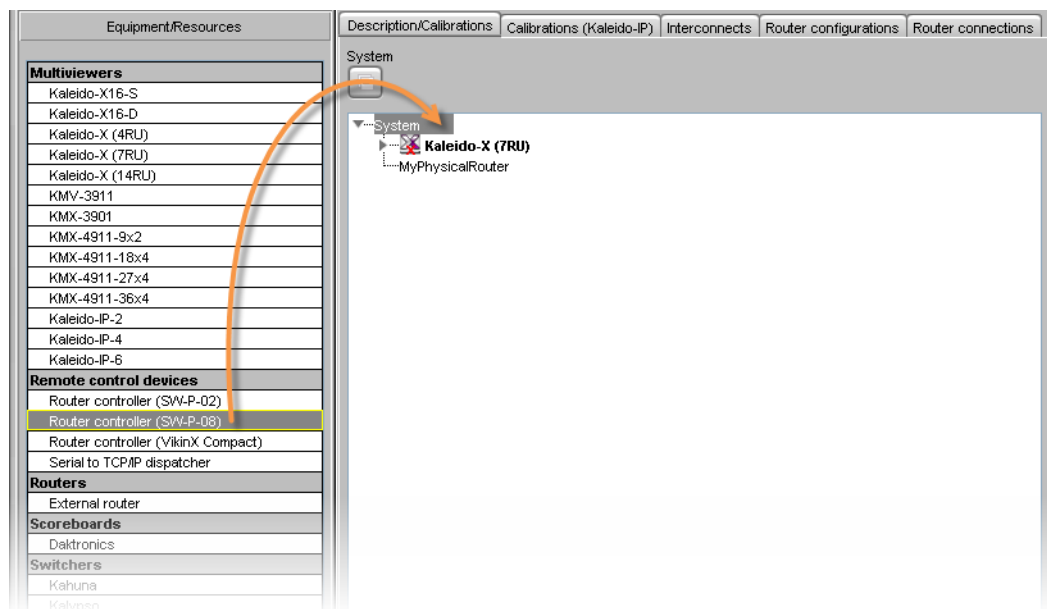 Equipment/Resources
Multiviewers
Kaleido-X16-S
Kaleido-X16-D
Kaleido-X (4RU)
Kaleido-X (7RU)
Kaleido-X (14RU)
KMV-3911
KMX-3901
KMX-4911-9x2
KMX-4911-18x4
KMX-4911-27x4
KMX-4911-36x4
Kaleido-IP-2
Kaleido-IP-4
Kaleido-IP-6
Remote control devices
Router controller (SW-P-02)
Router controller (SW-P-08)
Router controller (VikinX Compact)
Serial to TCP/IP dispatcher
Routers
External router
Scoreboards
Daktronics
Switchers
Kahuna
Kalypso
Description/Calibrations
Calibrations (Kaleido-IP)
Interconnects
Router configurations
Router connections
System
System
Kaleido-X (7RU)
MyPhysicalRouter